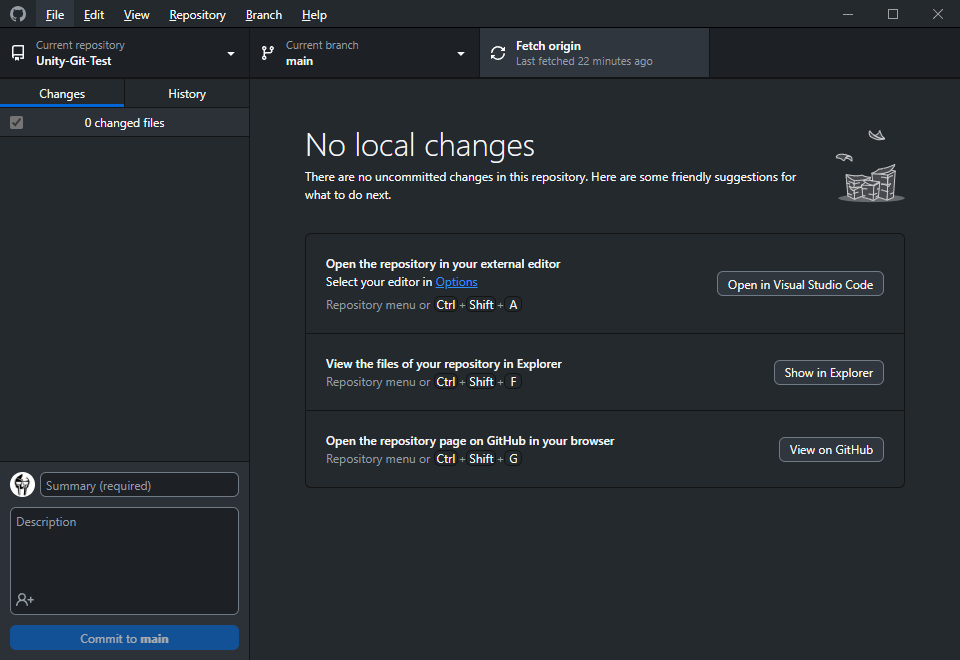 File Edit View Repository Branch Help
Current repository
Unity-Git-Test
Current branch
main
Fetch origin
Last fetched 22 minutes ago
Changes History
0 changed files
No local changes
There are no uncommitted changes in this repository. Here are some friendly suggestions for
what to do next.
Open the repository in your external editor
Select your editor in Options
Repository menu or Ctrl + Shift + A
Open in Visual Studio Code
View the files of your repository in Explorer
Repository menu or Ctrl + Shift + F
Show in Explorer
Open the repository page on GitHub in your browser
Repository menu or Ctrl + Shift + G
View on GitHub
Summary (required)
Description
Commit to main